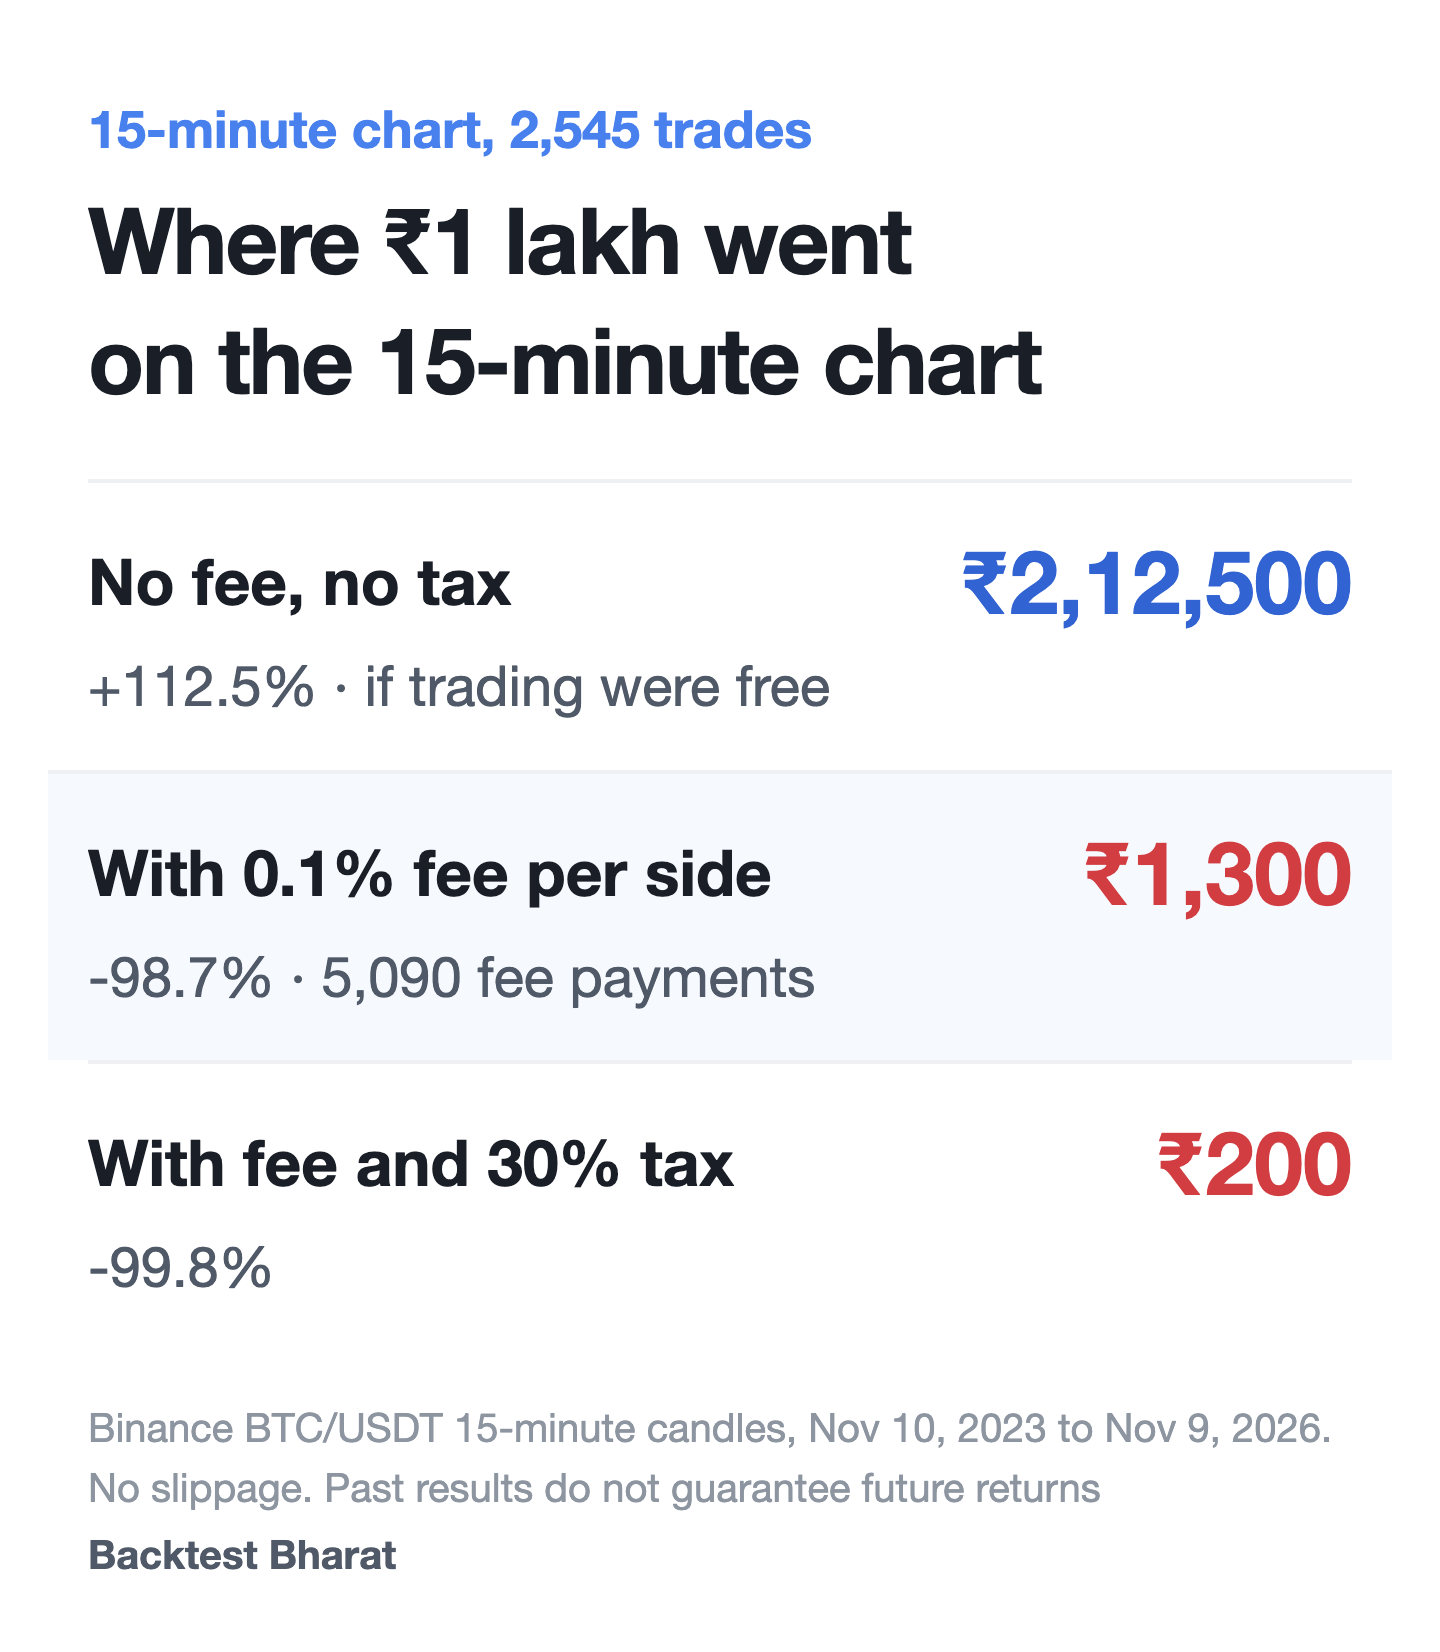 15-minute chart, 2,545 trades
Where ₹1 lakh went
on the 15-minute chart
No fee, no tax
₹2,12,500
+112.5% · if trading were free
With 0.1% fee per side
₹1,300
-98.7% · 5,090 fee payments
With fee and 30% tax
₹200
-99.8%
Binance BTC/USDT 15-minute candles, Nov 10, 2023 to Nov 9, 2026.
No slippage. Past results do not guarantee future returns
Backtest Bharat